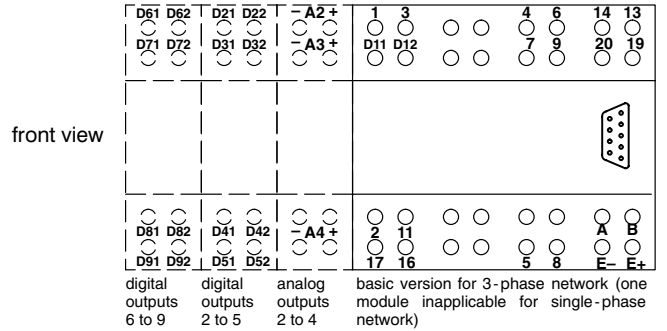 D61 D62 D21 D22 – A2 + 1 3 4 6 14 13
D71 D72 D31 D32 – A3 + D11 D12 7 9 20 19
front view
D81 D82 D41 D42 – A4 + 2 11 A B
D91 D92 D51 D52 17 16 5 8 E– E+
digital
outputs
6 to 9
digital
outputs
2 to 5
analog
outputs
2 to 4
basic version for 3-phase network (one
module inapplicable for single-phase
network)